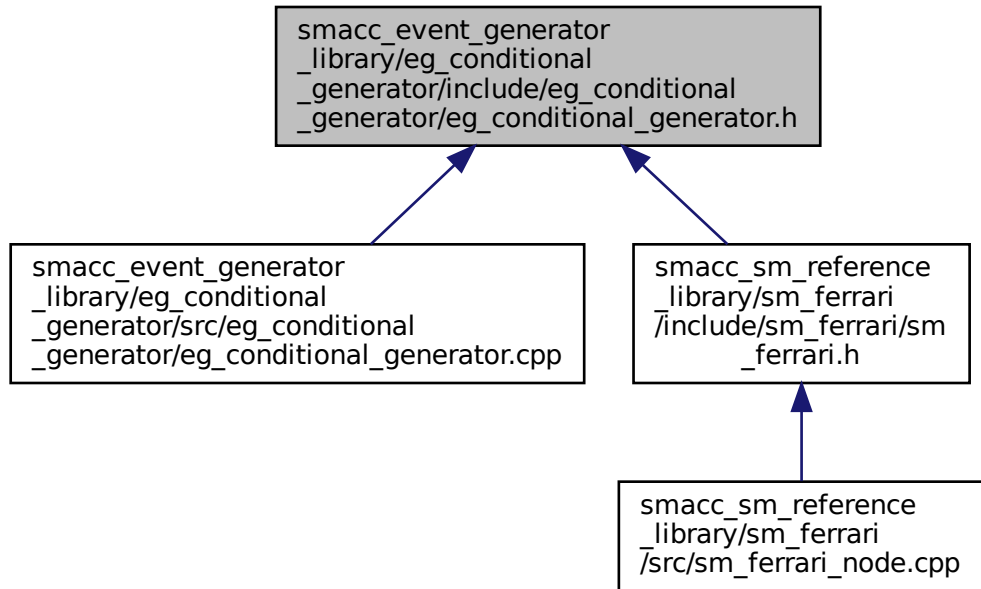 smacc_event_generator
_library/eg_conditional
_generator/include/eg_conditional
_generator/eg_conditional_generator.h
smacc_event_generator
_library/eg_conditional
_generator/src/eg_conditional
_generator/eg_conditional_generator.cpp
smacc_sm_reference
_library/sm_ferrari
/include/sm_ferrari/sm
_ferrari.h
smacc_sm_reference
_library/sm_ferrari
/src/sm_ferrari_node.cpp